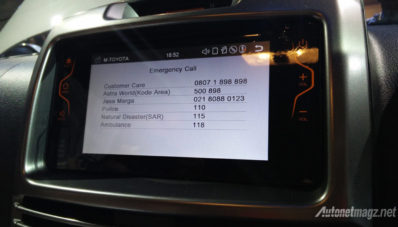 M-TOYOTA 18:52
Emergency Call
Customer Care 0807 1 898 898
Astra World(Kode Area) 500 898
Jasa Marga 021 8088 0123
Police 110
Natural Disaster(SAR) 115
Ambulance 118
VOL
Autonetmagz.net